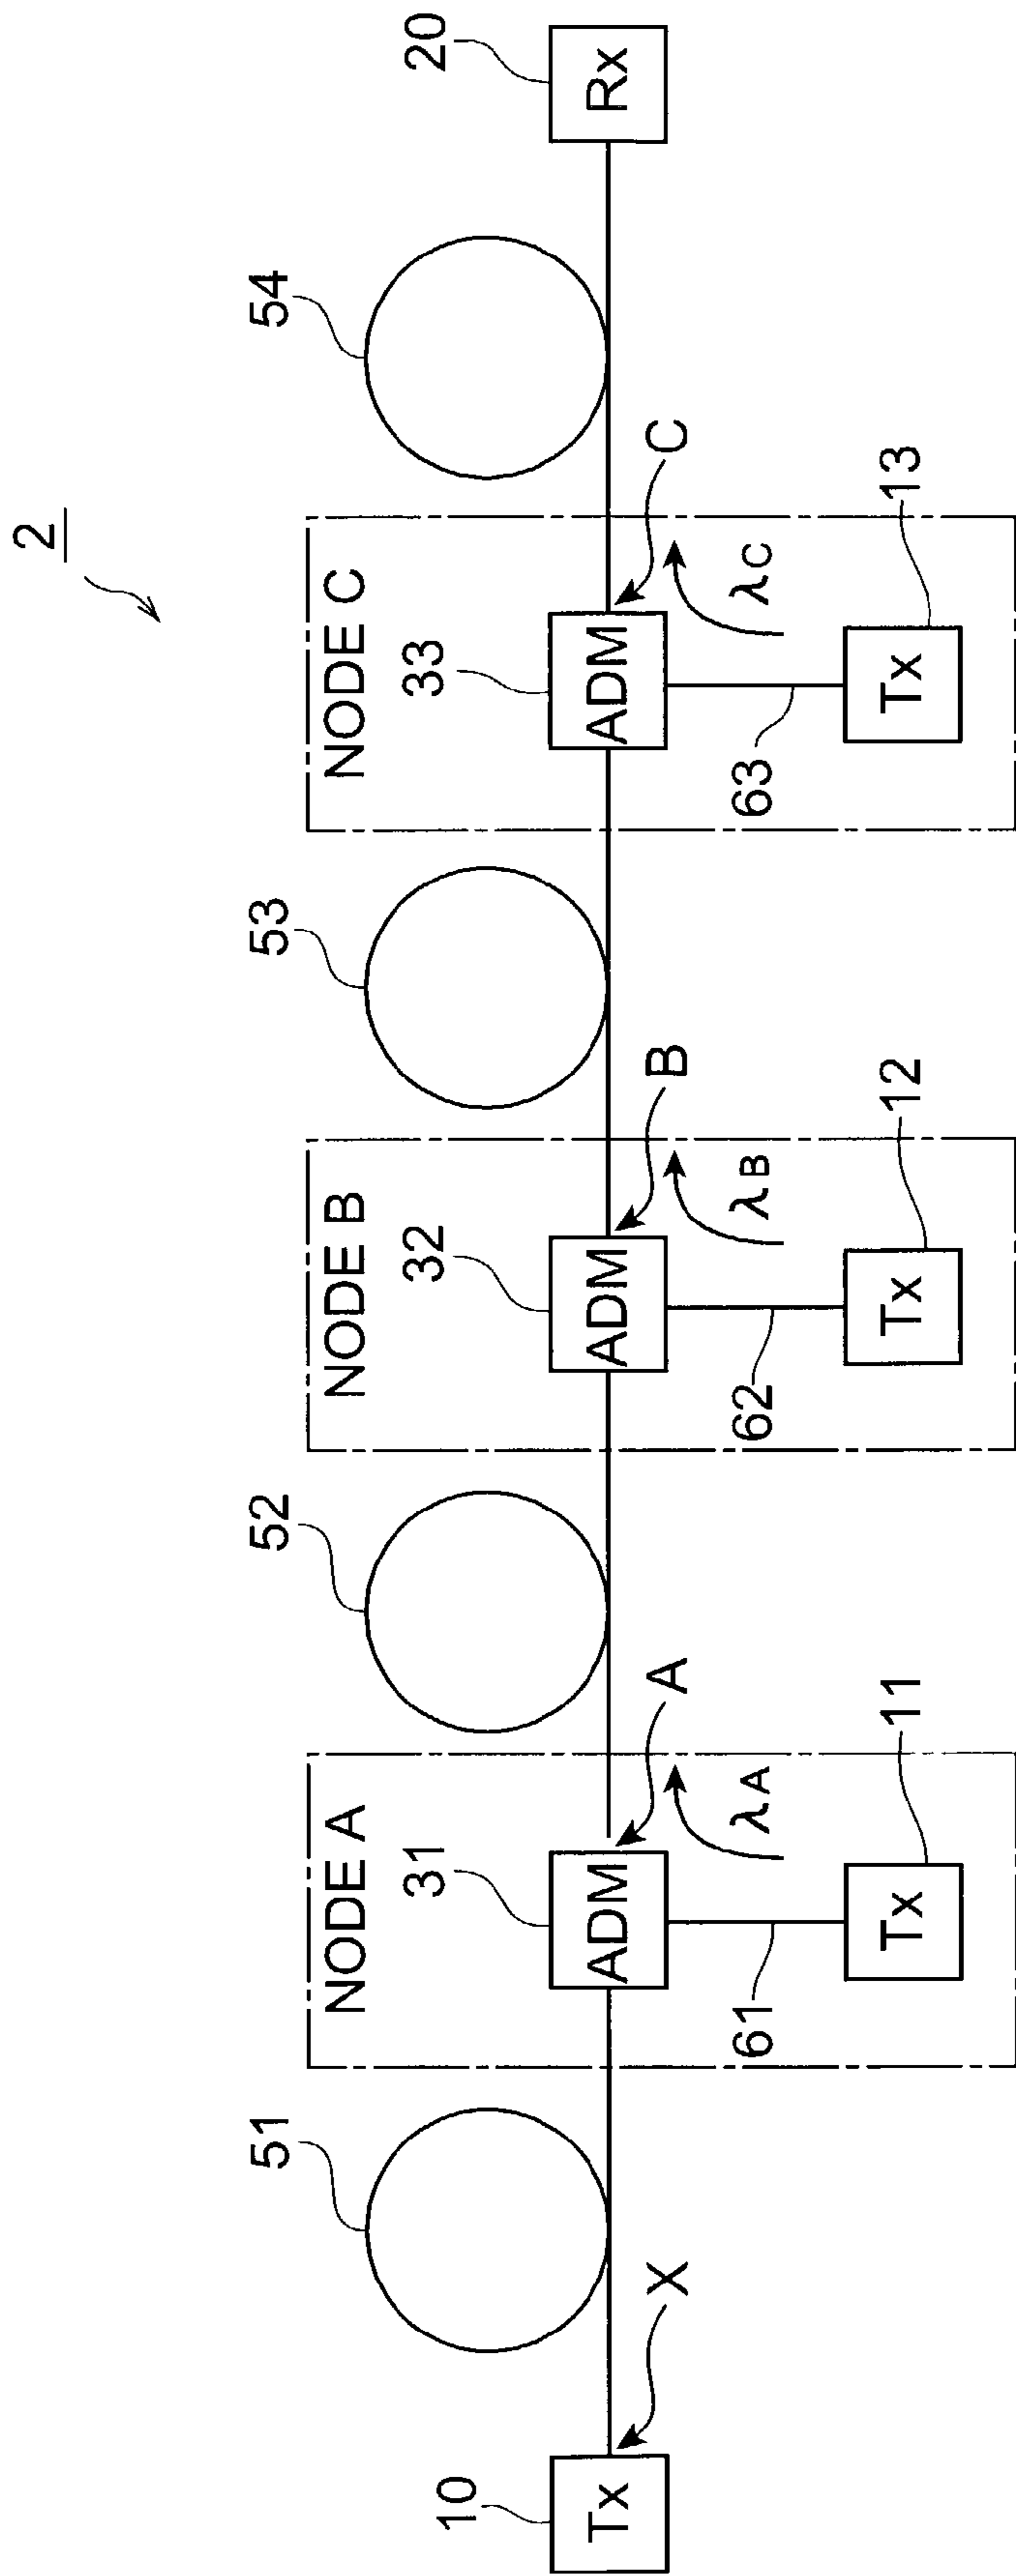 2
NODE A
NODE B
NODE C
51
52
53
54
10
31
32
33
20
Tx
ADM
ADM
ADM
Rx
X
A
B
C
61
λA
62
λB
63
λC
Tx
11
Tx
12
Tx
13